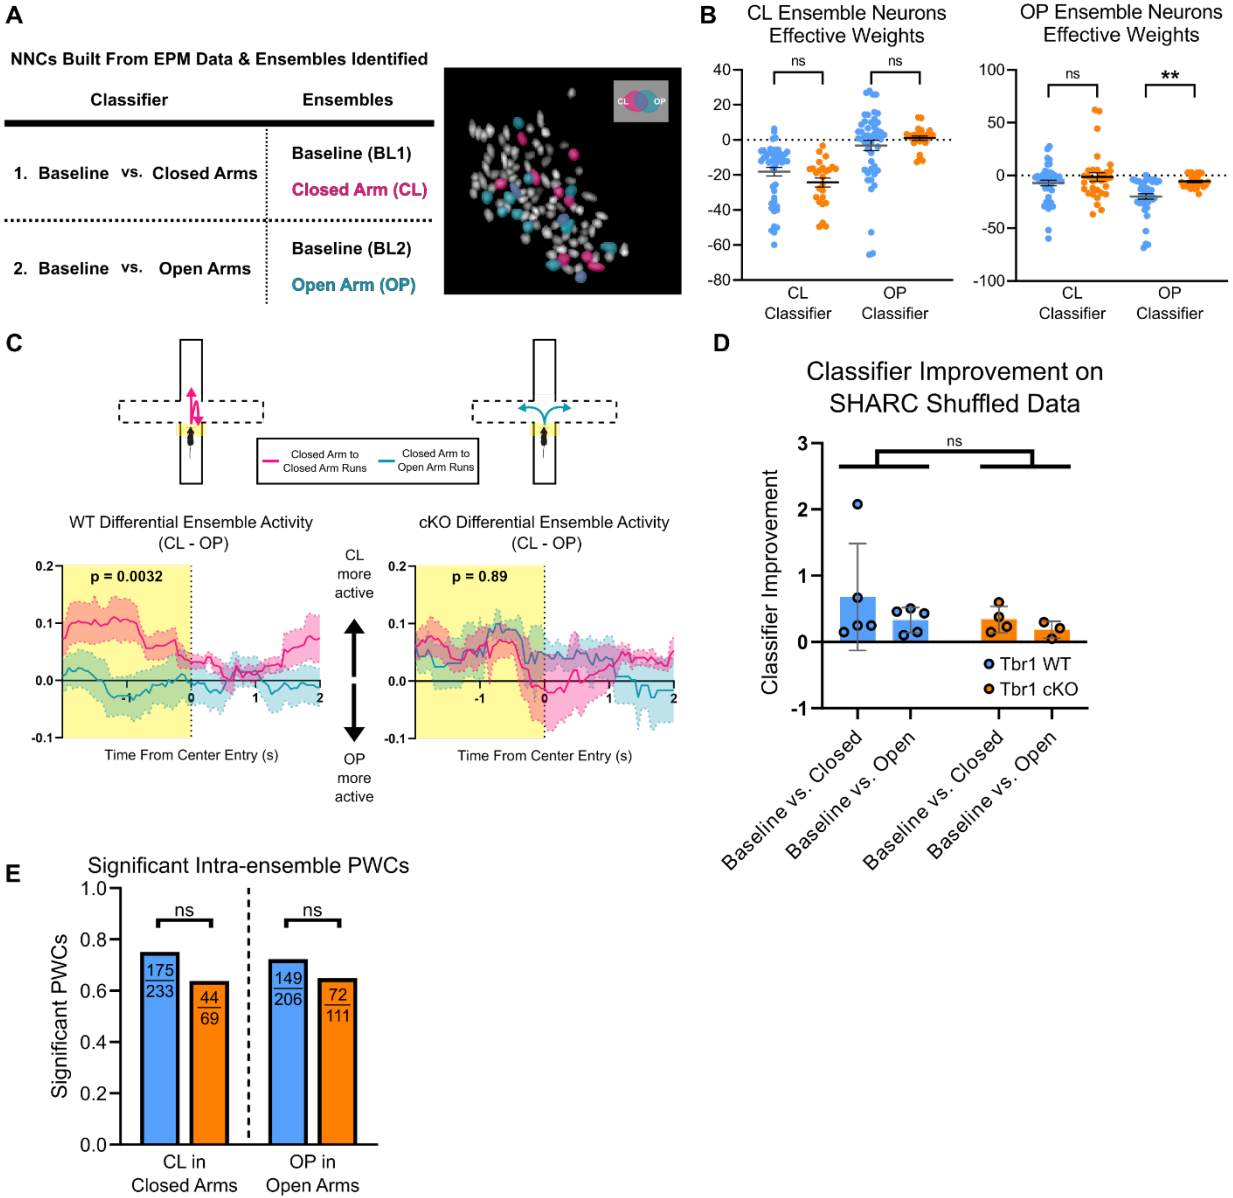 A
NNCs Built From EPM Data & Ensembles Identified
Classifier
Ensembles
1. Baseline vs. Closed Arms
Baseline (BL1)
Closed Arm (CL)
2. Baseline vs. Open Arms
Baseline (BL2)
Open Arm (OP)
CL OP
B
CL Ensemble Neurons
Effective Weights
ns
ns
40
20
0
-20
-40
-60
-80
CL
Classifier
OP
Classifier
OP Ensemble Neurons
Effective Weights
ns
**
100
50
0
-50
-100
CL
Classifier
OP
Classifier
C
Closed Arm to
Closed Arm Runs
Closed Arm to
Open Arm Runs
WT Differential Ensemble Activity
(CL - OP)
p = 0.0032
0.2
0.1
0.0
-0.1
-1 0 1 2
Time From Center Entry (s)
CL
more
active
OP
more
active
cKO Differential Ensemble Activity
(CL - OP)
p = 0.89
0.2
0.1
0.0
-0.1
-1 0 1 2
Time From Center Entry (s)
D
Classifier Improvement on
SHARC Shuffled Data
ns
Classifier Improvement
3
2
1
0
-1
Tbr1 WT
Tbr1 cKO
Baseline vs. Closed
Baseline vs. Open
Baseline vs. Closed
Baseline vs. Open
E
Significant Intra-ensemble PWCs
Significant PWCs
1.0
0.8
0.6
0.4
0.2
0.0
ns
ns
175
233
44
69
149
206
72
111
CL in
Closed Arms
OP in
Open Arms